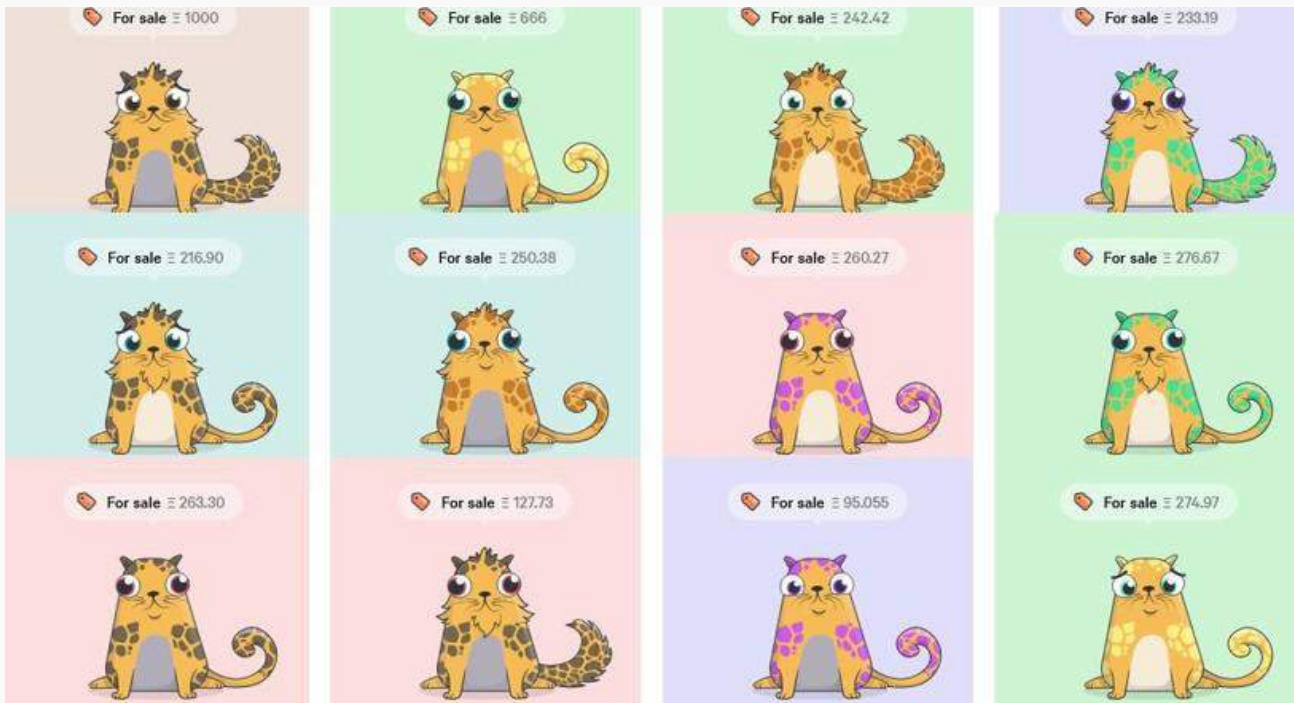 For sale Ξ 1000
For sale Ξ 666
For sale Ξ 242.42
For sale Ξ 233.19
For sale Ξ 216.90
For sale Ξ 250.38
For sale Ξ 260.27
For sale Ξ 276.67
For sale Ξ 263.30
For sale Ξ 127.73
For sale Ξ 95.055
For sale Ξ 274.97